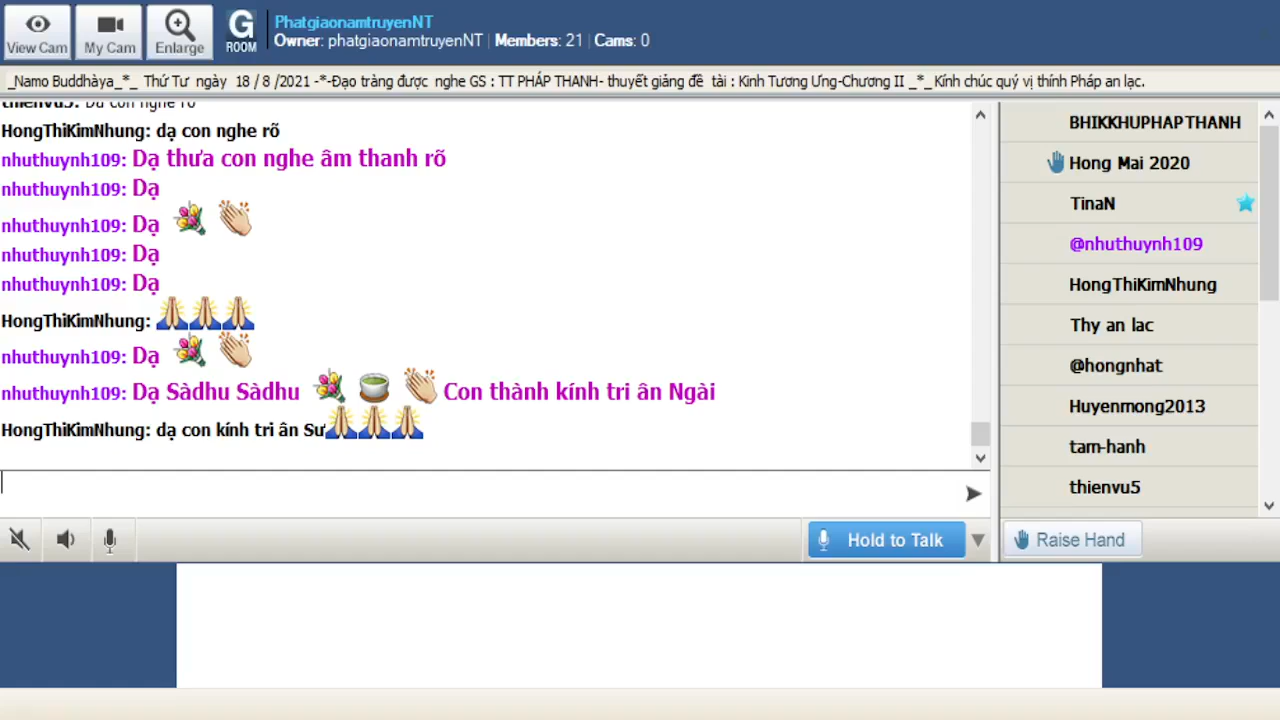 View Cam
My Cam
Enlarge
G
ROOM
PhatgiaonamtruyenNT
Owner: phatgiaonamtruyenNT | Members: 21 | Cams: 0
_Namo Buddhàya_*_ Thứ Tư ngày 18 / 8 /2021 -*-Đạo tràng được nghe GS : TT PHÁP THANH- thuyết giảng đề tài : Kinh Tương Ưng-Chương II _*_ Kính chúc quý vị thính Pháp an lạc.
thienvu5: Da con nghe rõ
HongThiKimNhung: dạ con nghe rõ
nhuthuynh109: Dạ thưa con nghe âm thanh rõ
nhuthuynh109: Dạ
nhuthuynh109: Dạ
nhuthuynh109: Dạ
nhuthuynh109: Dạ
HongThiKimNhung:
nhuthuynh109: Dạ
nhuthuynh109: Dạ Sàdhu Sàdhu Con thành kính tri ân Ngài
HongThiKimNhung: dạ con kính tri ân Sư
BHIKKHUPHAPTHANH
Hong Mai 2020
TinaN
@nhuthuynh109
HongThiKimNhung
Thy an lac
@hongnhat
Huyenmong2013
tam-hanh
thienvu5
Hold to Talk
Raise Hand